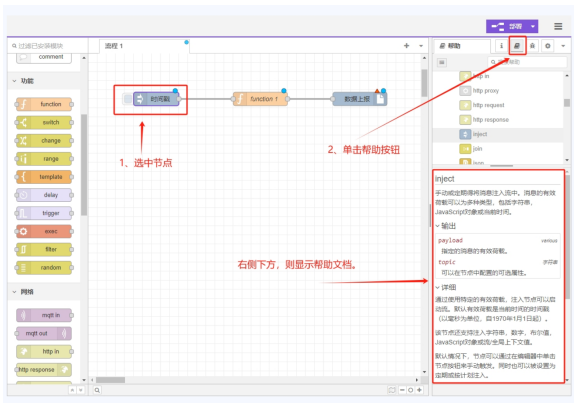 部署
过滤已安装模块
流程 1
帮助
comment
功能
function
switch
change
range
template
delay
trigger
exec
filter
random
网络
mqtt in
mqtt out
http in
http response
时间戳
function 1
数据上报
1、选中节点
2、单击帮助按钮
右侧下方，则显示帮助文档。
http in
http proxy
http request
http response
inject
join
json
inject
手动或定期将消息注入流中。消息的有效
荷载可以为多种类型，包括字符串，
JavaScript对象或当前时间。
输出
payload various
指定的消息的有效荷载。
topic 字符串
可以在节点中配置的可选属性。
详细
通过使用特定的有效荷载，注入节点可以启
动流。默认有效荷载是当前时间的时间戳
（以毫秒为单位，自1970年1月1日起）。
该节点还支持注入字符串，数字，布尔值，
JavaScript对象或流/全局上下文值。
默认情况下，节点可以通过在编辑器中单击
节点按钮来手动触发。同时也可以被设置为
定期或按计划注入。